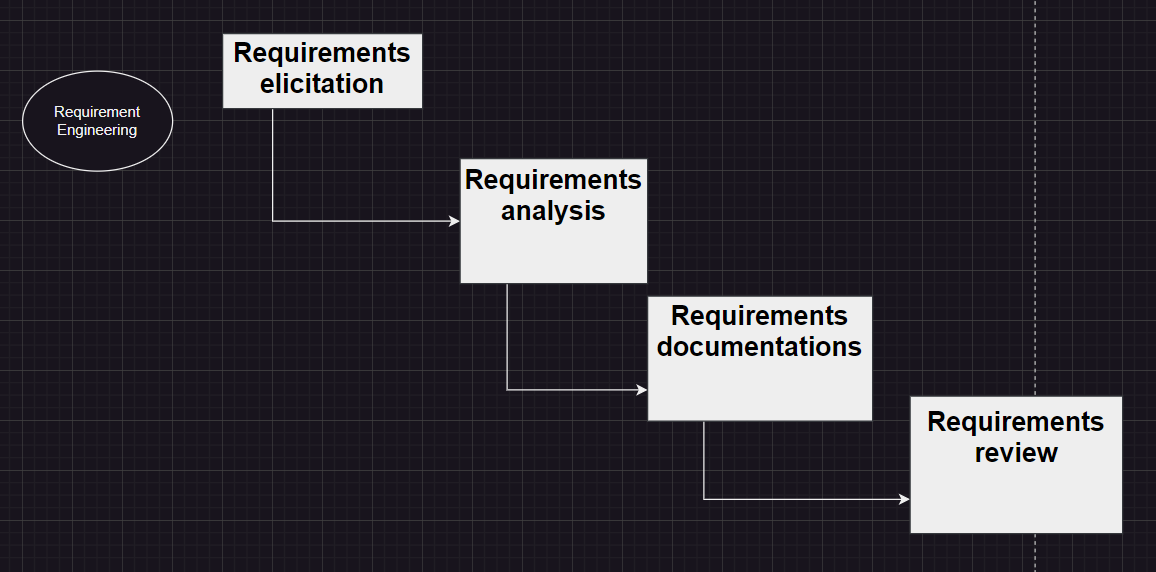 Requirement
Engineering
Requirements
elicitation
Requirements
analysis
Requirements
documentations
Requirements
review